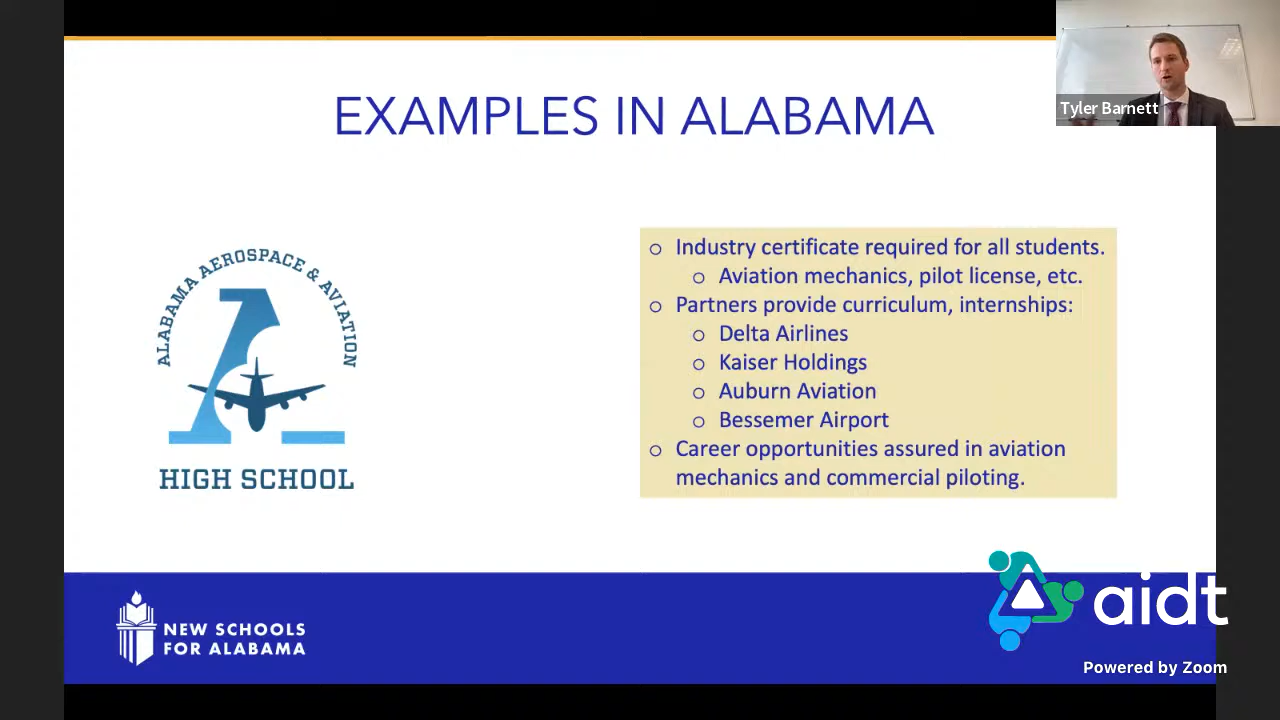 EXAMPLES IN ALABAMA
Tyler Barnett
ALABAMA AEROSPACE & AVIATION
HIGH SCHOOL
o Industry certificate required for all students.
o Aviation mechanics, pilot license, etc.
o Partners provide curriculum, internships:
o Delta Airlines
o Kaiser Holdings
o Auburn Aviation
o Bessemer Airport
o Career opportunities assured in aviation
mechanics and commercial piloting.
NEW SCHOOLS
FOR ALABAMA
aidt
Powered by Zoom